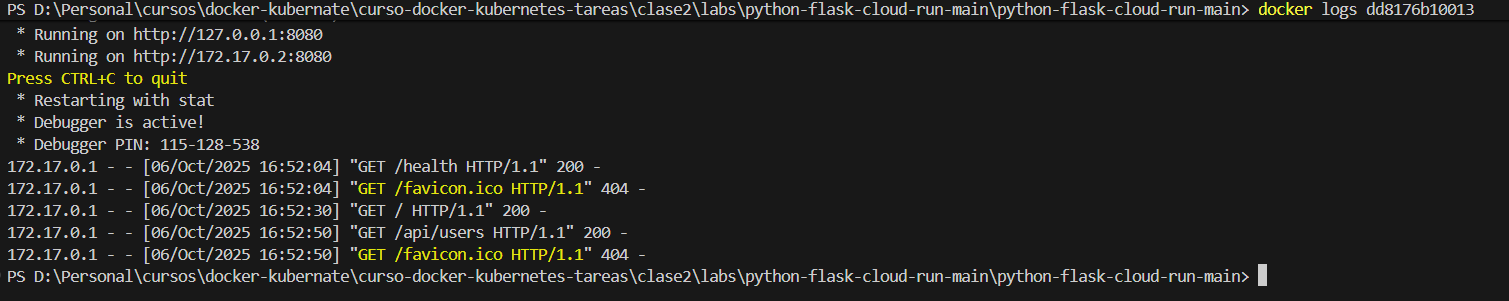 PS D:\Personal\cursos\docker-kubernate\curso-docker-kubernetes-tareas\clase2\labs\python-flask-cloud-run-main\python-flask-cloud-run-main> docker logs dd8176b10013
 * Running on http://127.0.0.1:8080
 * Running on http://172.17.0.2:8080
Press CTRL+C to quit
 * Restarting with stat
 * Debugger is active!
 * Debugger PIN: 115-128-538
172.17.0.1 - - [06/Oct/2025 16:52:04] "GET /health HTTP/1.1" 200 -
172.17.0.1 - - [06/Oct/2025 16:52:04] "GET /favicon.ico HTTP/1.1" 404 -
172.17.0.1 - - [06/Oct/2025 16:52:30] "GET / HTTP/1.1" 200 -
172.17.0.1 - - [06/Oct/2025 16:52:50] "GET /api/users HTTP/1.1" 200 -
172.17.0.1 - - [06/Oct/2025 16:52:50] "GET /favicon.ico HTTP/1.1" 404 -
PS D:\Personal\cursos\docker-kubernate\curso-docker-kubernetes-tareas\clase2\labs\python-flask-cloud-run-main\python-flask-cloud-run-main>